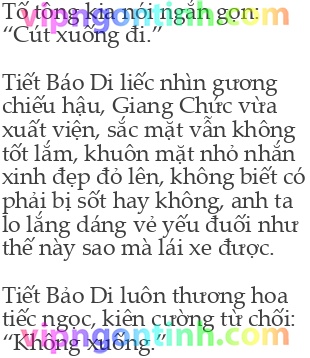 Tố tổng kia nói ngắn gọn:
“Cút xuống đi.”
Tiết Báo Di liếc nhìn gương
chiếu hậu, Giang Chức vừa
xuất viện, sắc mặt vẫn không
tốt lắm, khuôn mặt nhỏ nhắn
xinh đẹp đỏ lên, không biết có
phải bị sốt hay không, anh ta
lo lắng dáng vẻ yếu đuối như
thế này sao mà lái xe được.
Tiết Bảo Di luôn thương hoa
tiếc ngọc, kiên cường từ chối:
“Không xuống.”
vipngontinh.com
vipngontinh.com